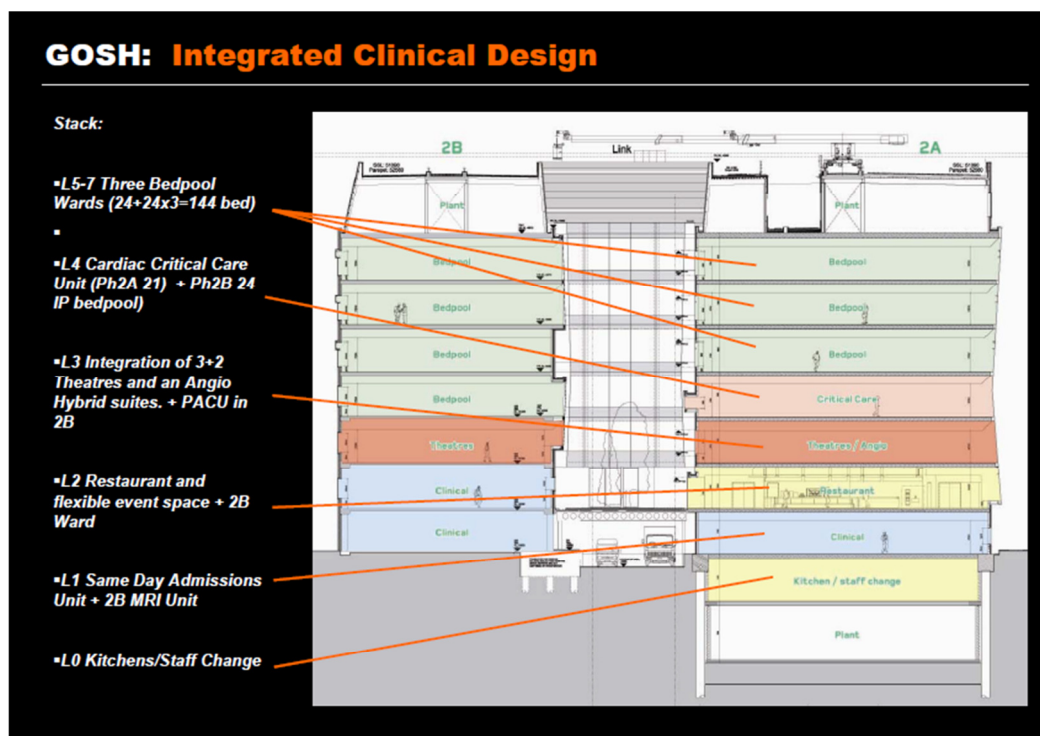 GOSH: Integrated Clinical Design
Stack:
▪L5-7 Three Bedpool
Wards (24+24x3=144 bed)
▪
▪L4 Cardiac Critical Care
Unit (Ph2A 21) + Ph2B 24
IP bedpool)
▪L3 Integration of 3+2
Theatres and an Angio
Hybrid suites. + PACU in
2B
▪L2 Restaurant and
flexible event space + 2B
Ward
▪L1 Same Day Admissions
Unit + 2B MRI Unit
▪L0 Kitchens/Staff Change
2B
Link
2A
Plant
Plant
Bedpool
Bedpool
Bedpool
Bedpool
Bedpool
Bedpool
Bedpool
Critical Care
Theatres
Theatres / Angio
Clinical
Restaurant
Clinical
Clinical
Kitchen / staff change
Plant